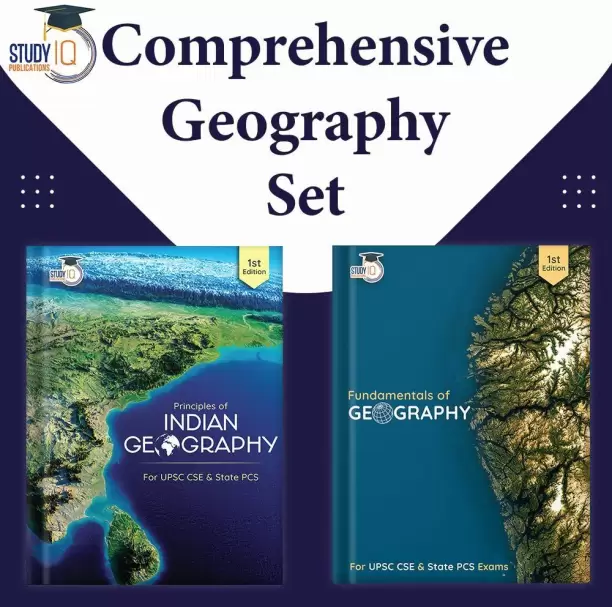 STUDY IQ
PUBLICATIONS
Comprehensive
Geography
Set
STUDY IQ
1st
Edition
Principles of
INDIAN
GEOGRAPHY
For UPSC CSE & State PCS
STUDY IQ
1st
Edition
Fundamentals of
GEOGRAPHY
For UPSC CSE & State PCS Exams